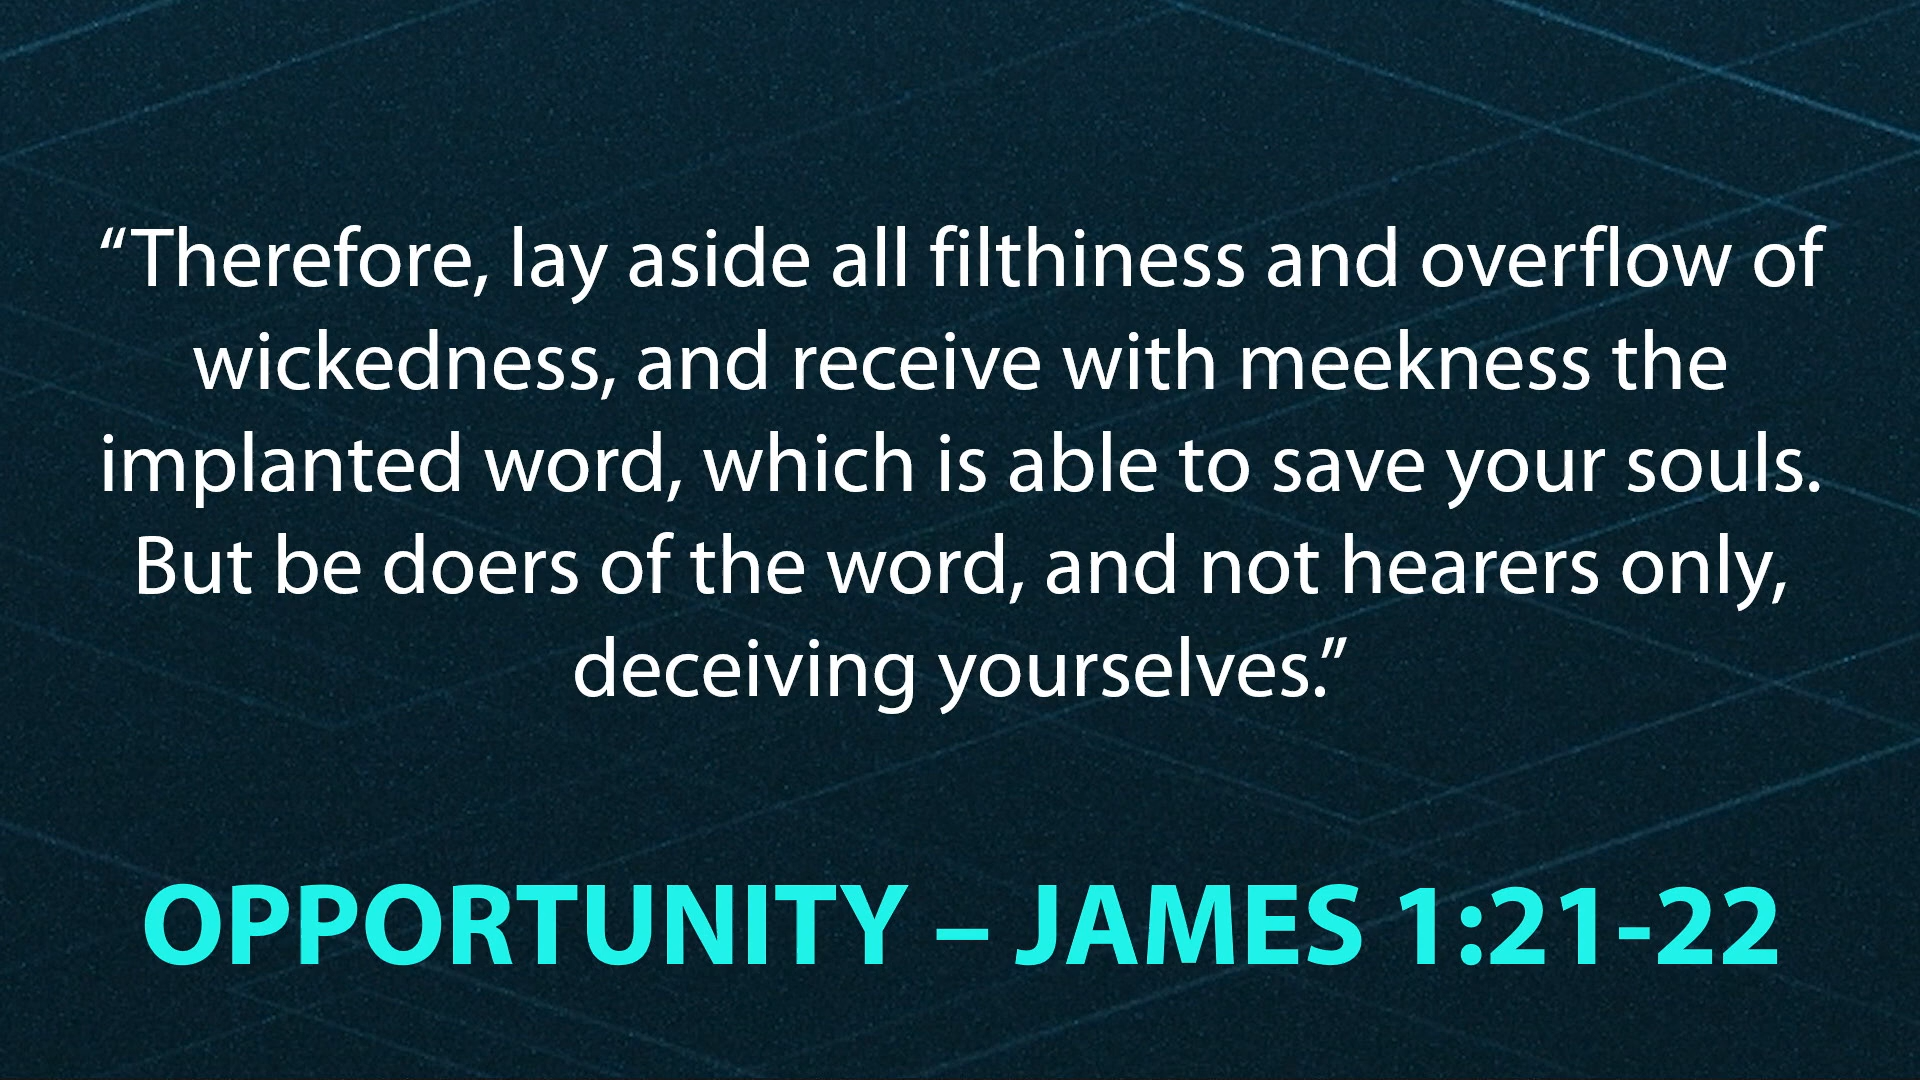 “Therefore, lay aside all filthiness and overflow of
wickedness, and receive with meekness the
implanted word, which is able to save your souls.
But be doers of the word, and not hearers only,
deceiving yourselves.”
OPPORTUNITY – JAMES 1:21-22